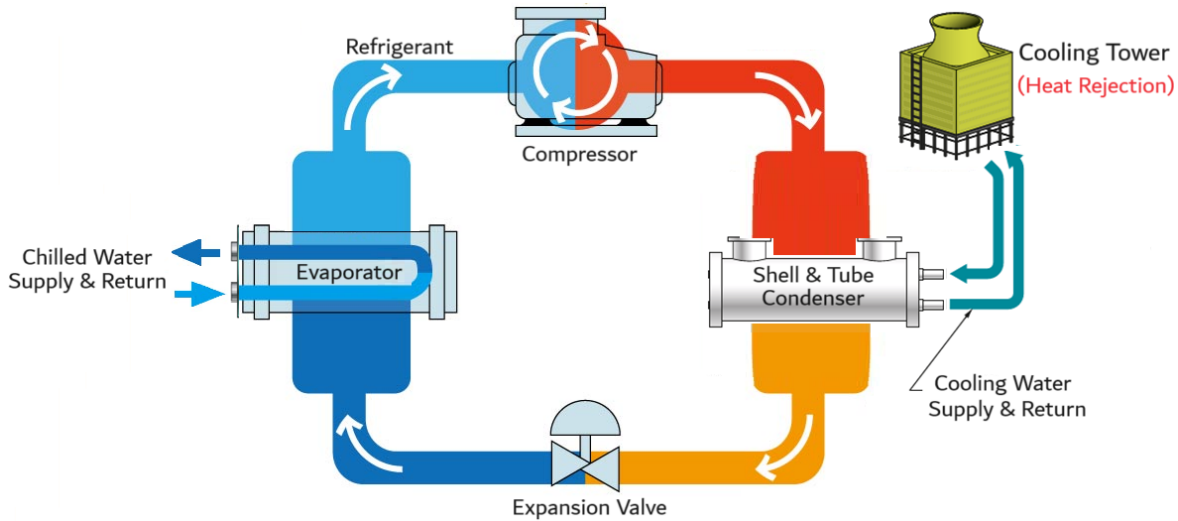 Refrigerant
Compressor
Cooling Tower
(Heat Rejection)
Chilled Water
Supply & Return
Evaporator
Shell & Tube
Condenser
Cooling Water
Supply & Return
Expansion Valve